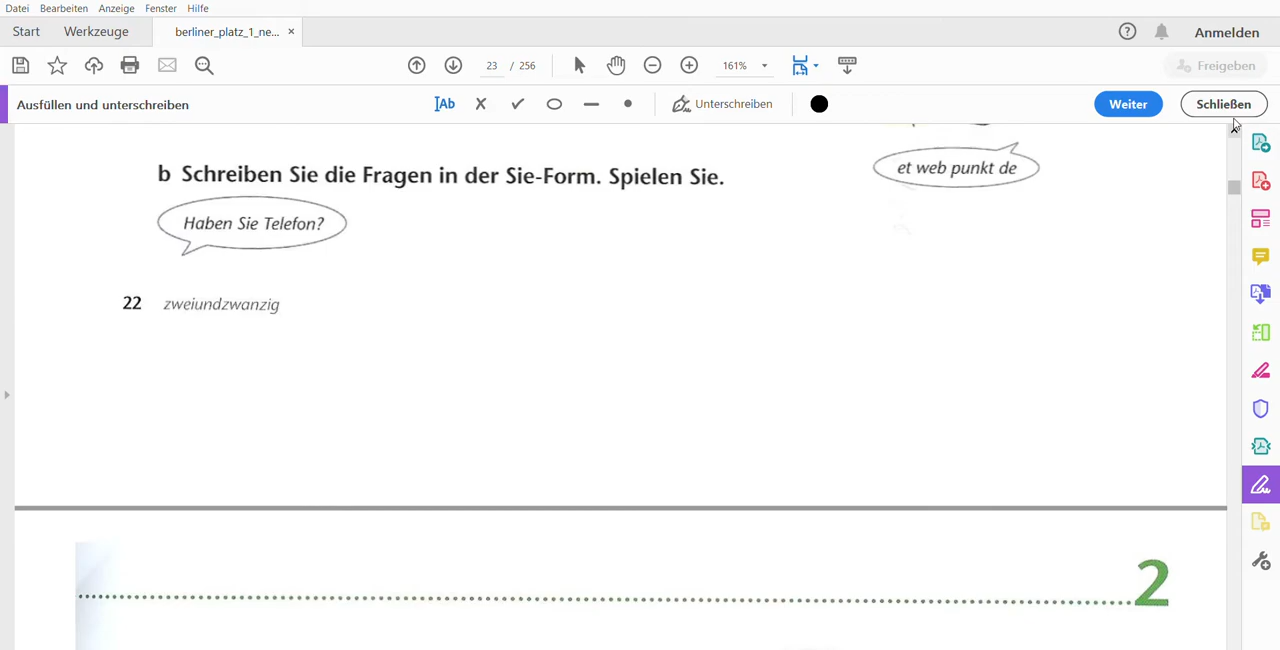 Datei Bearbeiten Anzeige Fenster Hilfe
Start Werkzeuge berliner_platz_1_ne... × Anmelden
23 / 256 161% Freigeben
Ausfüllen und unterschreiben Ab Unterschreiben Weiter Schließen
et web punkt de
b Schreiben Sie die Fragen in der Sie-Form. Spielen Sie.
Haben Sie Telefon?
22 zweiundzwanzig
2